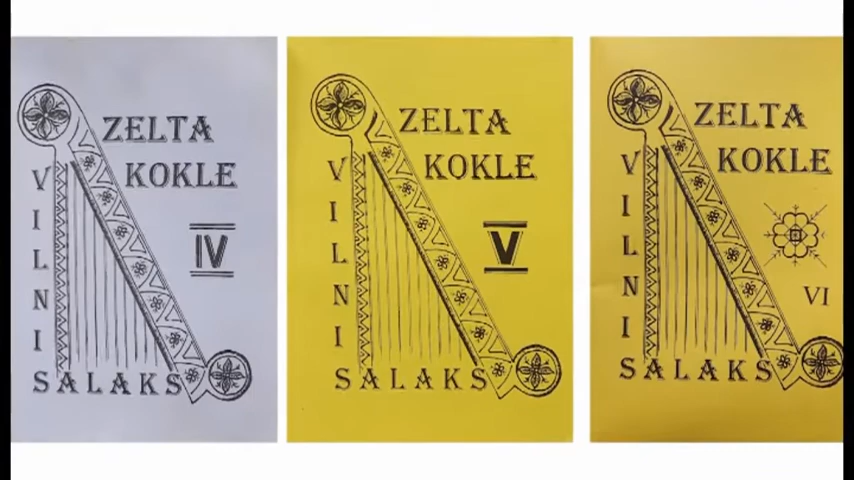 ZELTA
KOKLE
IV
VILNIS
SALAKS
ZELTA
KOKLE
V
VILNIS
SALAKS
ZELTA
KOKLE
VI
VILNIS
SALAKS